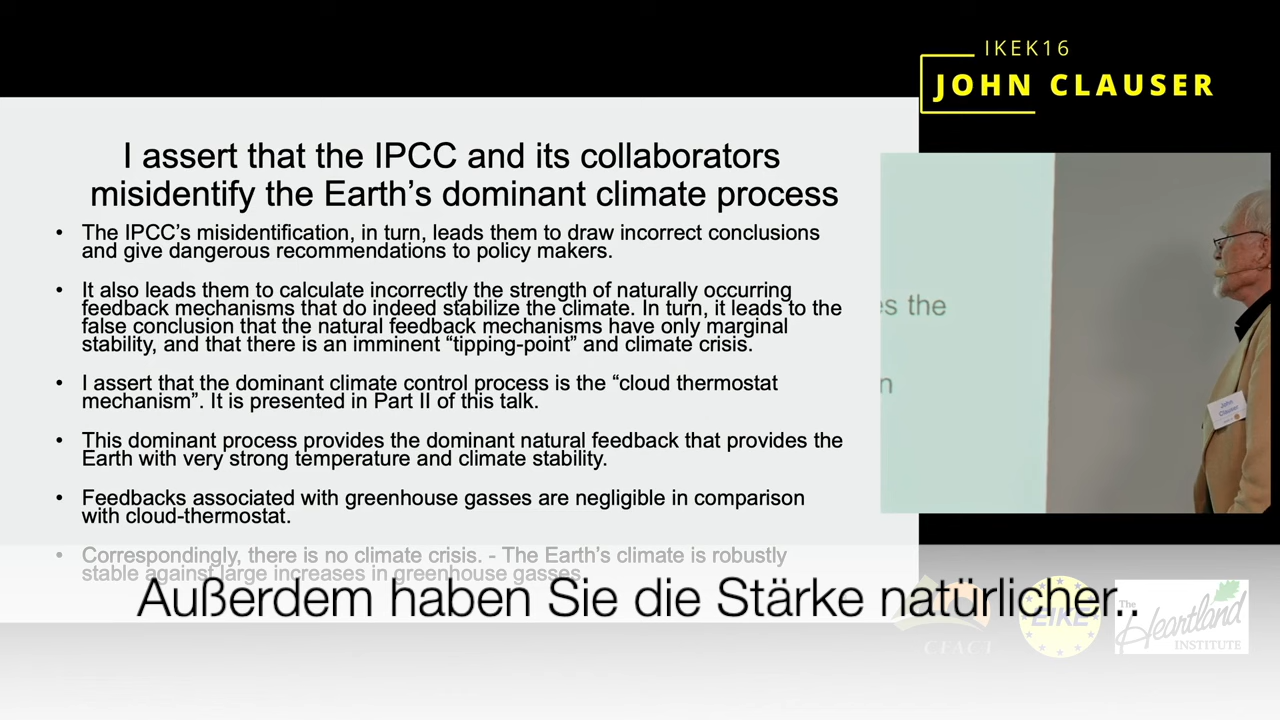 IKEK16
JOHN CLAUSER
I assert that the IPCC and its collaborators
misidentify the Earth's dominant climate process
• The IPCC's misidentification, in turn, leads them to draw incorrect conclusions
and give dangerous recommendations to policy makers.
• It also leads them to calculate incorrectly the strength of naturally occurring
feedback mechanisms that do indeed stabilize the climate. In turn, it leads to the
false conclusion that the natural feedback mechanisms have only marginal
stability, and that there is an imminent “tipping-point” and climate crisis.
• I assert that the dominant climate control process is the “cloud thermostat
mechanism”. It is presented in Part II of this talk.
• This dominant process provides the dominant natural feedback that provides the
Earth with very strong temperature and climate stability.
• Feedbacks associated with greenhouse gasses are negligible in comparison
with cloud-thermostat.
• Correspondingly, there is no climate crisis. - The Earth's climate is robustly
stable against large increases in greenhouse gasses.
es the
n
John
Clauser
Außerdem haben Sie die Stärke natürlicher..
CFACT
EIKE
The
Heartland
INSTITUTE